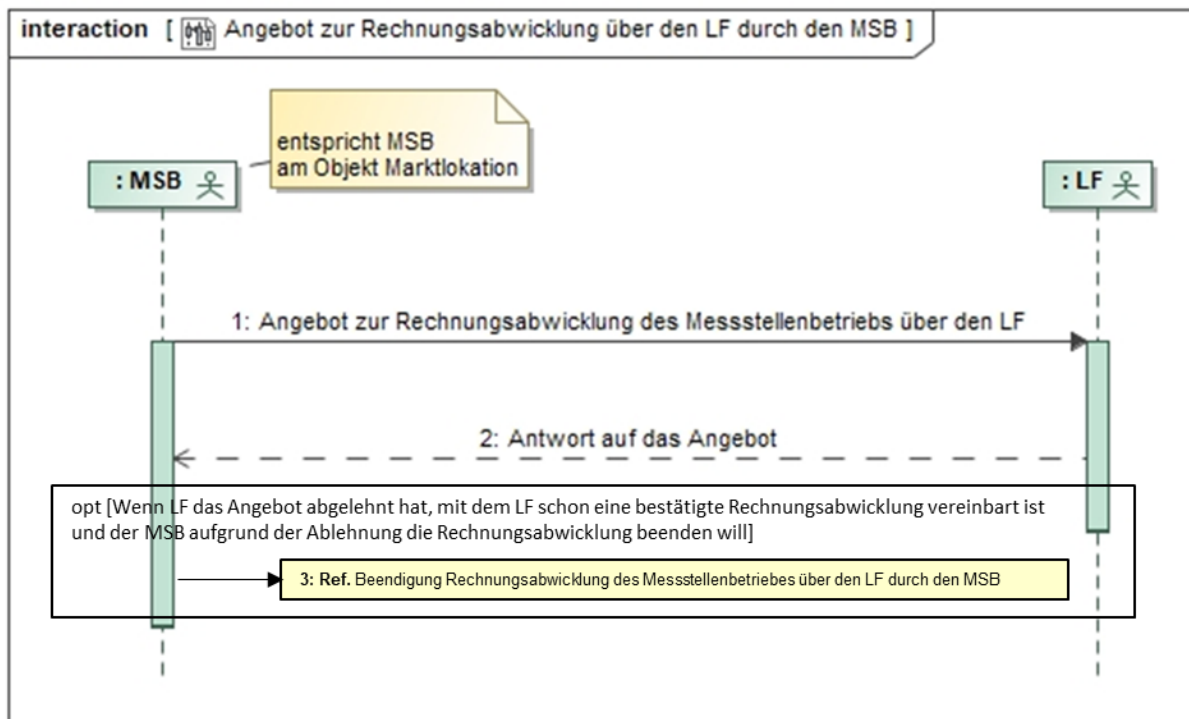 interaction [ Angebot zur Rechnungsabwicklung über den LF durch den MSB ]
entspricht MSB
am Objekt Marktlokation
: MSB
: LF
1: Angebot zur Rechnungsabwicklung des Messstellenbetriebs über den LF
2: Antwort auf das Angebot
opt [Wenn LF das Angebot abgelehnt hat, mit dem LF schon eine bestätigte Rechnungsabwicklung vereinbart ist
und der MSB aufgrund der Ablehnung die Rechnungsabwicklung beenden will]
3: Ref. Beendigung Rechnungsabwicklung des Messstellenbetriebes über den LF durch den MSB